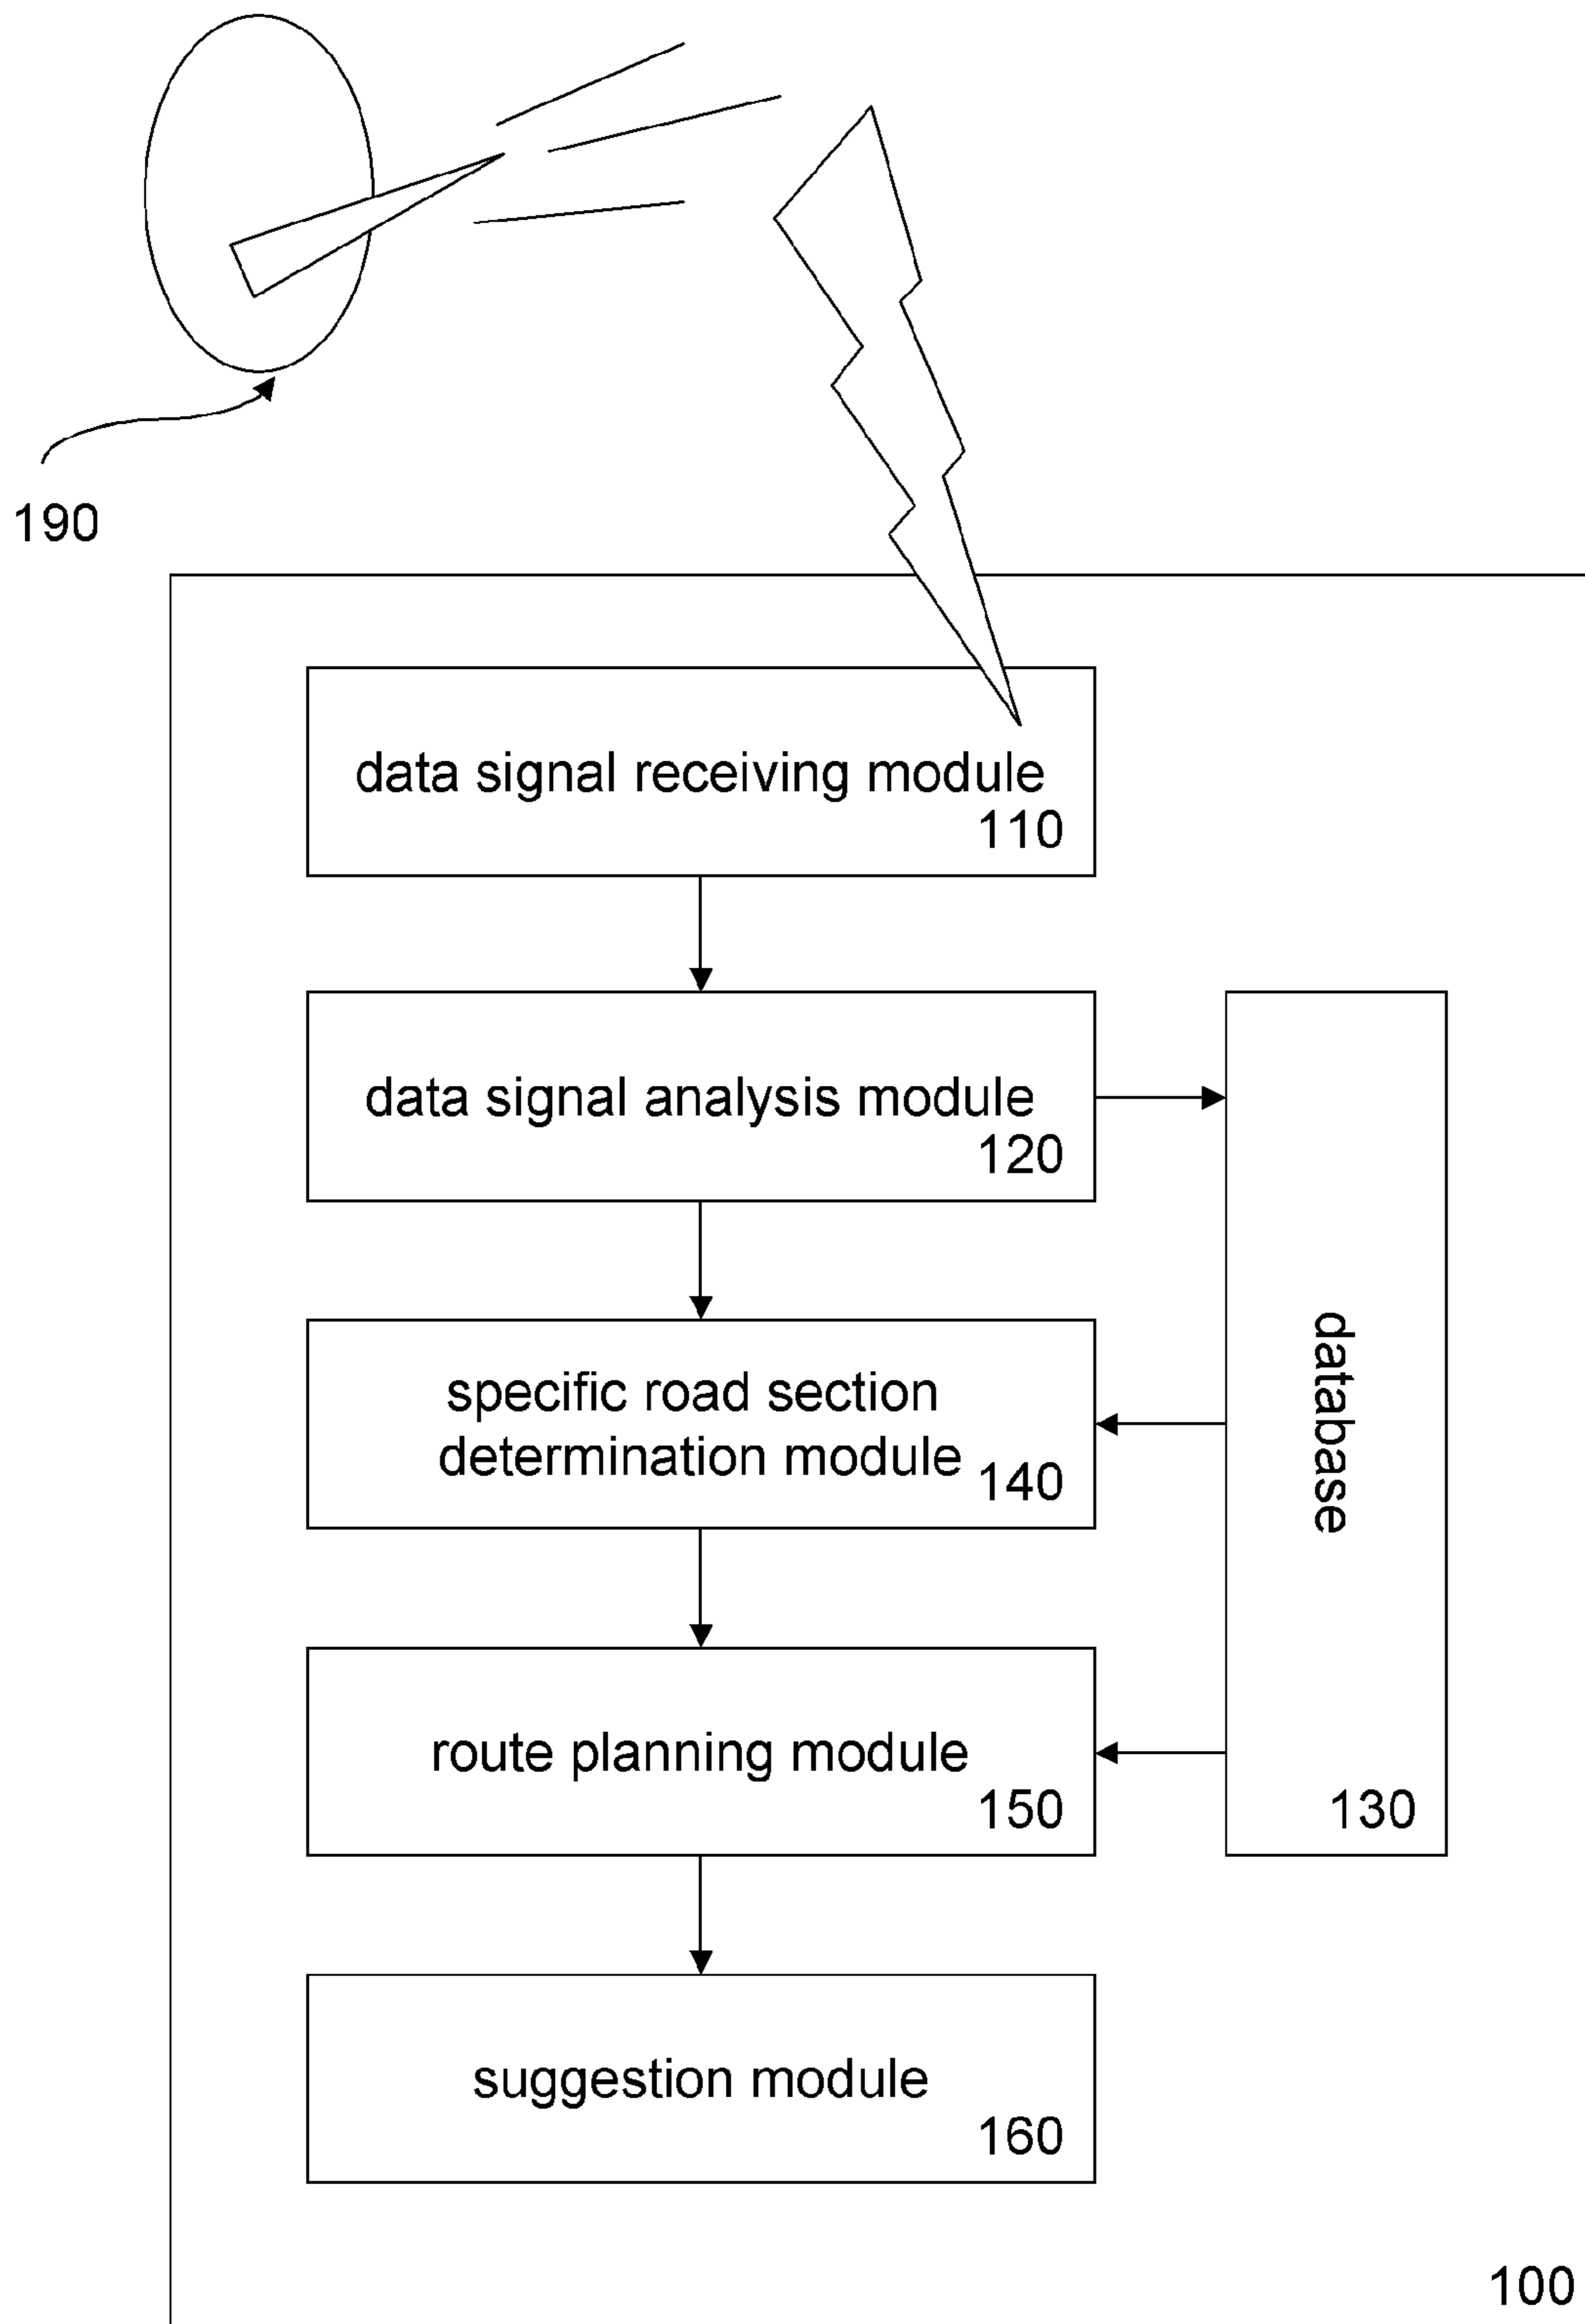 190
data signal receiving module
110
data signal analysis module
120
specific road section
determination module
140
database
130
route planning module
150
suggestion module
160
100